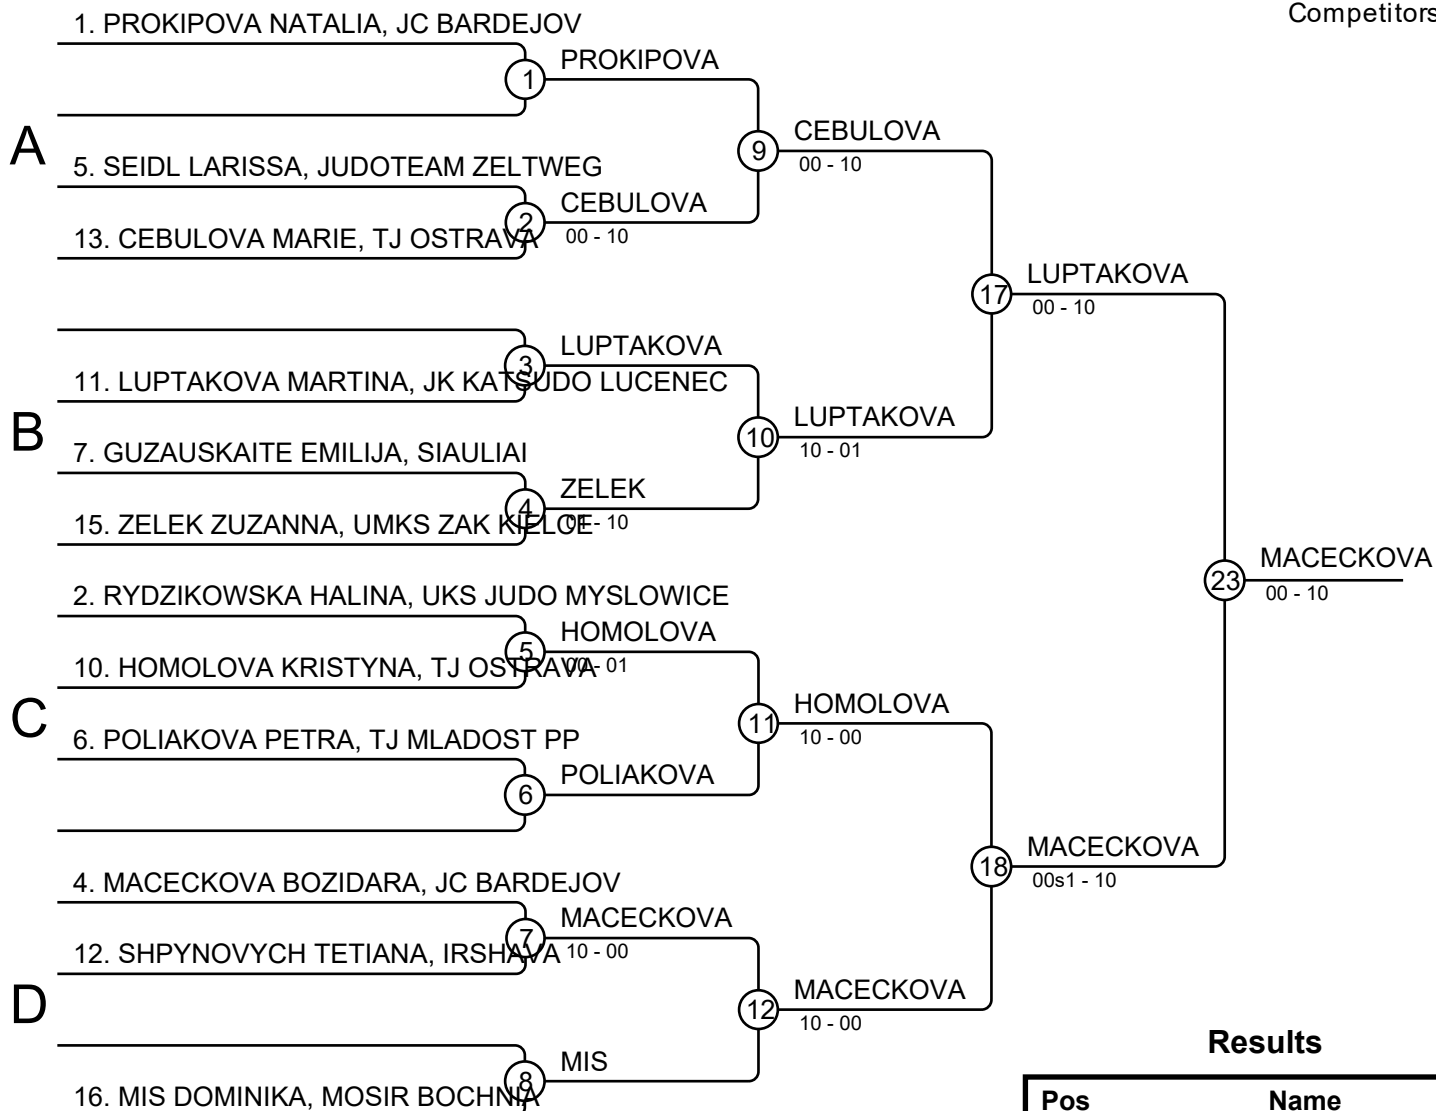 Competitors
1. PROKIPOVA NATALIA, JC BARDEJOV
1
PROKIPOVA
A
9
CEBULOVA
00 - 10
5. SEIDL LARISSA, JUDOTEAM ZELTWEG
2
CEBULOVA
00 - 10
13. CEBULOVA MARIE, TJ OSTRAVA
17
LUPTAKOVA
00 - 10
3
LUPTAKOVA
11. LUPTAKOVA MARTINA, JK KATSUDO LUCENEC
B
10
LUPTAKOVA
10 - 01
7. GUZAUSKAITE EMILIJA, SIAULIAI
4
ZELEK
01 - 10
15. ZELEK ZUZANNA, UMKS ZAK KIELCE
23
MACECKOVA
00 - 10
2. RYDZIKOWSKA HALINA, UKS JUDO MYSLOWICE
5
HOMOLOVA
00 - 01
10. HOMOLOVA KRISTYNA, TJ OSTRAVA
C
11
HOMOLOVA
10 - 00
6. POLIAKOVA PETRA, TJ MLADOST PP
6
POLIAKOVA
18
MACECKOVA
00s1 - 10
4. MACECKOVA BOZIDARA, JC BARDEJOV
7
MACECKOVA
10 - 00
12. SHPYNOVYCH TETIANA, IRSHAVA
D
12
MACECKOVA
10 - 00
8
MIS
16. MIS DOMINIKA, MOSIR BOCHNIA
Results
Pos Name